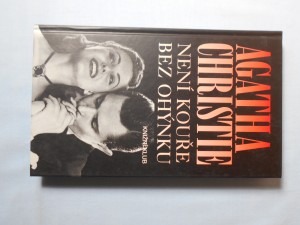 AGATHA
CHRISTIE
NENÍ KOUŘE
BEZ OHÝNKU
KNIŽNÍ KLUB